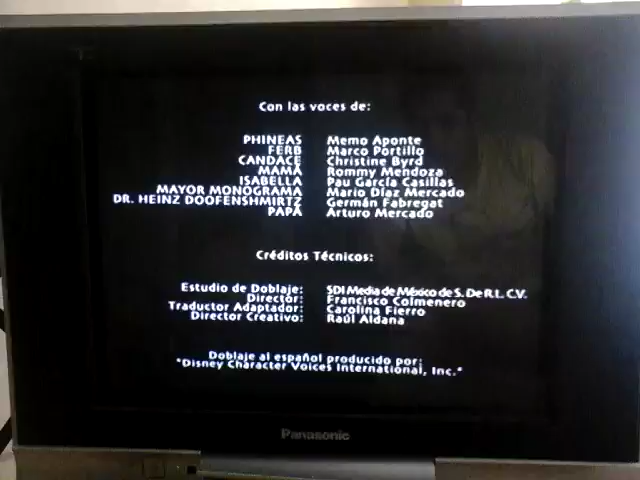 Con las voces de:
PHINEAS Memo Aponte
FERB Marco Portillo
CANDACE Christine Byrd
MAMÁ Rommy Mendoza
ISABELLA Pau García Casillas
MAYOR MONOGRAMA Mario Díaz Mercado
DR. HEINZ DOOFENSHMIRTZ Germán Fabregat
PAPÁ Arturo Mercado
Créditos Técnicos:
Estudio de Doblaje: SDI Media de México de S. De R.L. C.V.
Director: Francisco Colmenero
Traductor Adaptador: Carolina Fierro
Director Creativo: Raúl Aldana
Doblaje al español producido por:
"Disney Character Voices International, Inc."
Panasonic